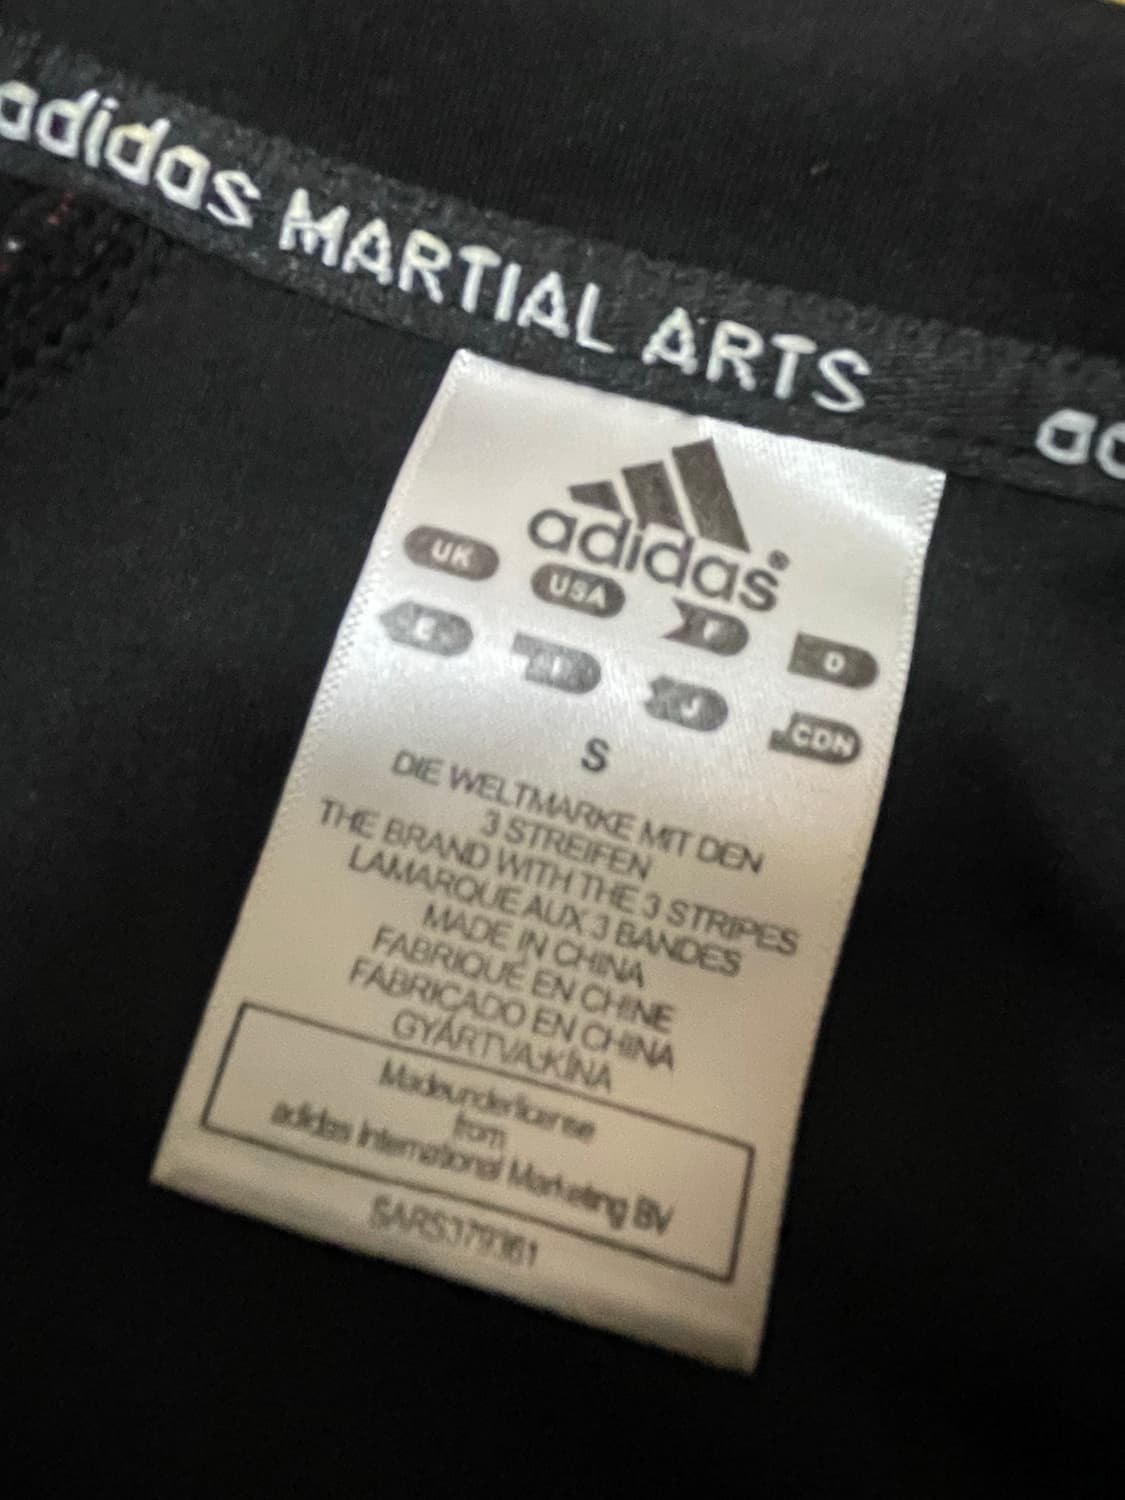 adidas MARTIAL ARTS
ad
adidas®
UK USA F D
E I J CDN
S
DIE WELTMARKE MIT DEN
3 STREIFEN
THE BRAND WITH THE 3 STRIPES
LAMARQUE AUX 3 BANDES
MADE IN CHINA
FABRIQUÉ EN CHINE
FABRICADO EN CHINA
GYÁRTVA:KÍNA
Madeunderlicense
from
adidas International Marketing BV